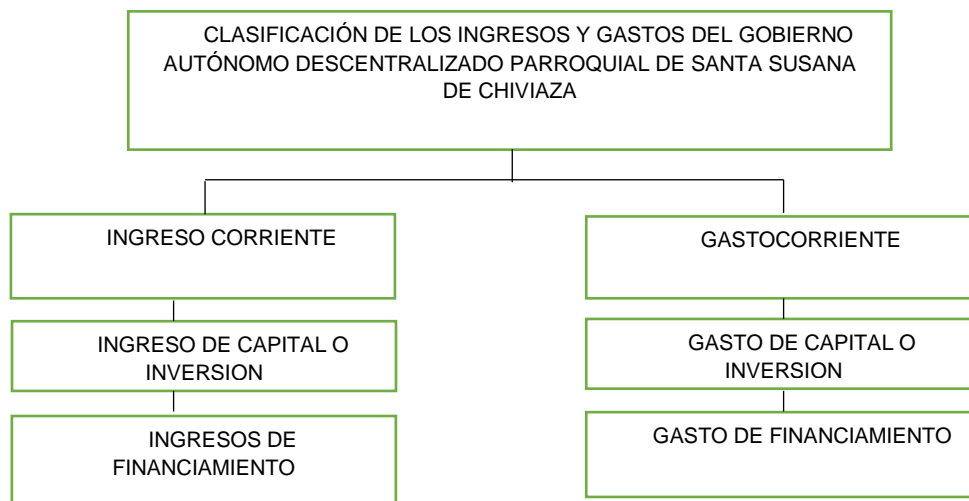 CLASIFICACIÓN DE LOS INGRESOS Y GASTOS DEL GOBIERNO
AUTÓNOMO DESCENTRALIZADO PARROQUIAL DE SANTA SUSANA
DE CHIVIAZA
INGRESO CORRIENTE
INGRESO DE CAPITAL O
INVERSION
INGRESOS DE
FINANCIAMIENTO
GASTOCORRIENTE
GASTO DE CAPITAL O
INVERSION
GASTO DE FINANCIAMIENTO